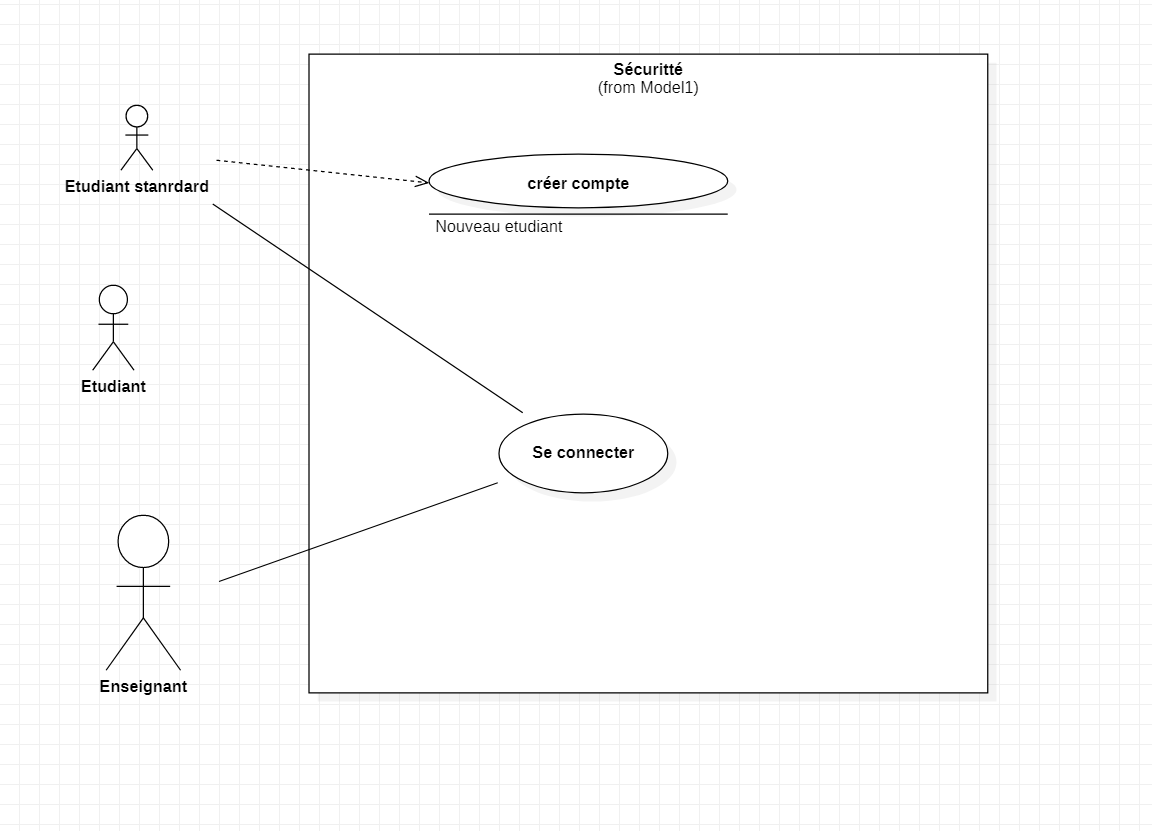 Sécuritté
(from Model1)
Etudiant stanrdard
créer compte
Nouveau etudiant
Etudiant
Se connecter
Enseignant